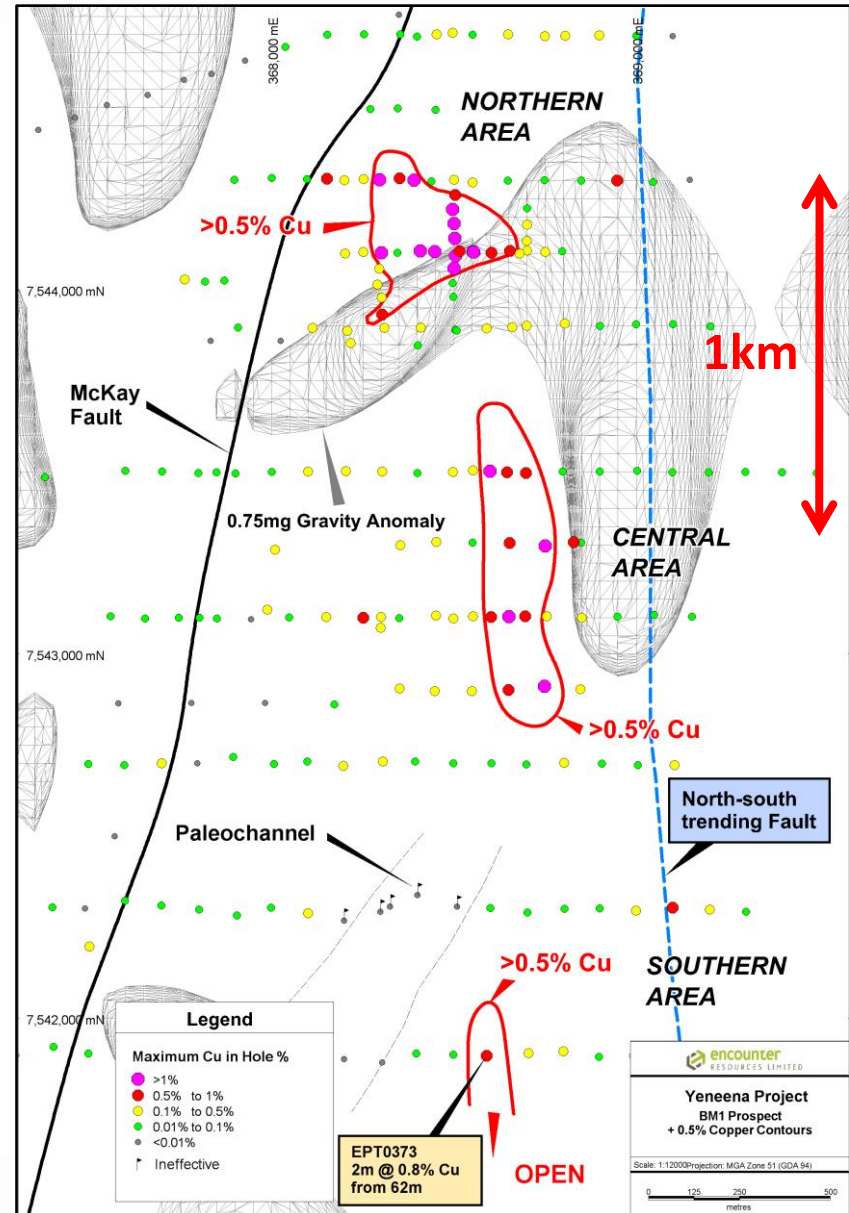 368,000 mE
369,000 mE
NORTHERN
AREA
>0.5% Cu
7,544,000 mN
1km
McKay
Fault
0.75mg Gravity Anomaly
CENTRAL
AREA
7,543,000 mN
>0.5% Cu
North-south
trending Fault
Paleochannel
>0.5% Cu
SOUTHERN
AREA
7,542,000 mN
Legend
Maximum Cu in Hole %
>1%
0.5% to 1%
0.1% to 0.5%
0.01% to 0.1%
<0.01%
Ineffective
EPT0373
2m @ 0.8% Cu
from 62m
OPEN
encounter
RESOURCES LIMITED
Yeneena Project
BM1 Prospect
+ 0.5% Copper Contours
Scale: 1:12000 Projection: MGA Zone 51 (GDA 94)
0 125 250 500
metres